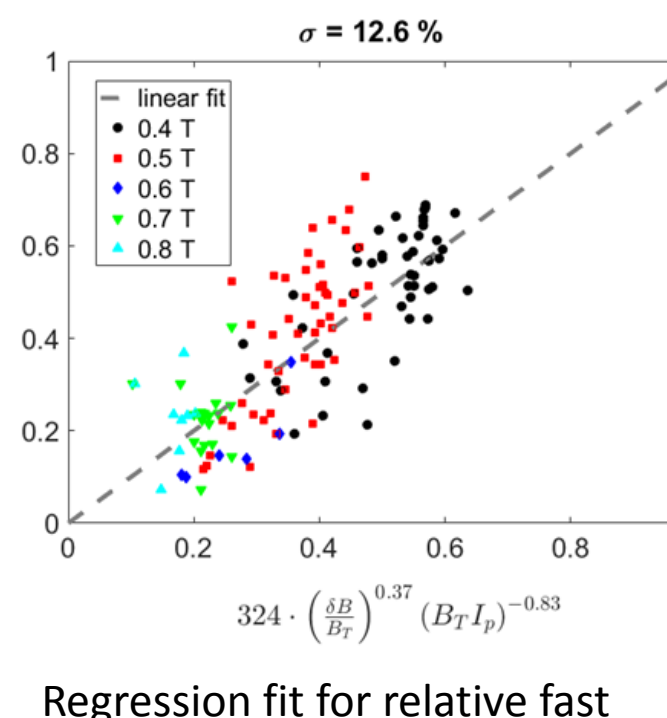 σ = 12.6 %
1
0.8
0.6
0.4
0.2
0
linear fit
0.4 T
0.5 T
0.6 T
0.7 T
0.8 T
0 0.2 0.4 0.6 0.8
324 · (δB/B_T)^0.37 (B_T I_p)^−0.83
Regression fit for relative fast